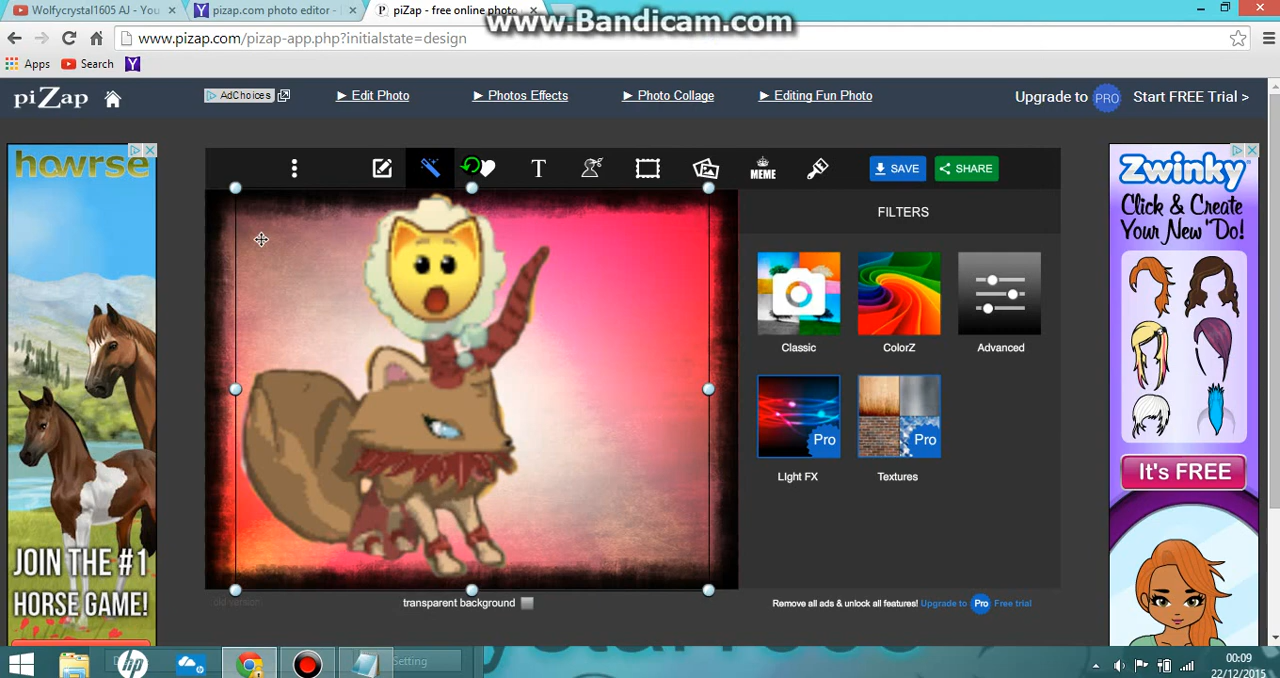 Wolfycrystal1605 AJ - You
pizap.com photo editor -
piZap - free online photo
www.Bandicam.com
www.pizap.com/pizap-app.php?initialstate=design
Apps
Search
piZap
AdChoices
► Edit Photo
► Photos Effects
► Photo Collage
► Editing Fun Photo
Upgrade to PRO Start FREE Trial >
howrse
JOIN THE #1
HORSE GAME!
T
MEME
SAVE
SHARE
FILTERS
Classic
ColorZ
Advanced
Pro
Pro
LIght FX
Textures
old version
transparent background
Remove all ads & unlock all features! Upgrade to Pro Free trial
Zwinky
Click & Create
Your New 'Do!
It's FREE
hp
Setting
00:09
22/12/2015